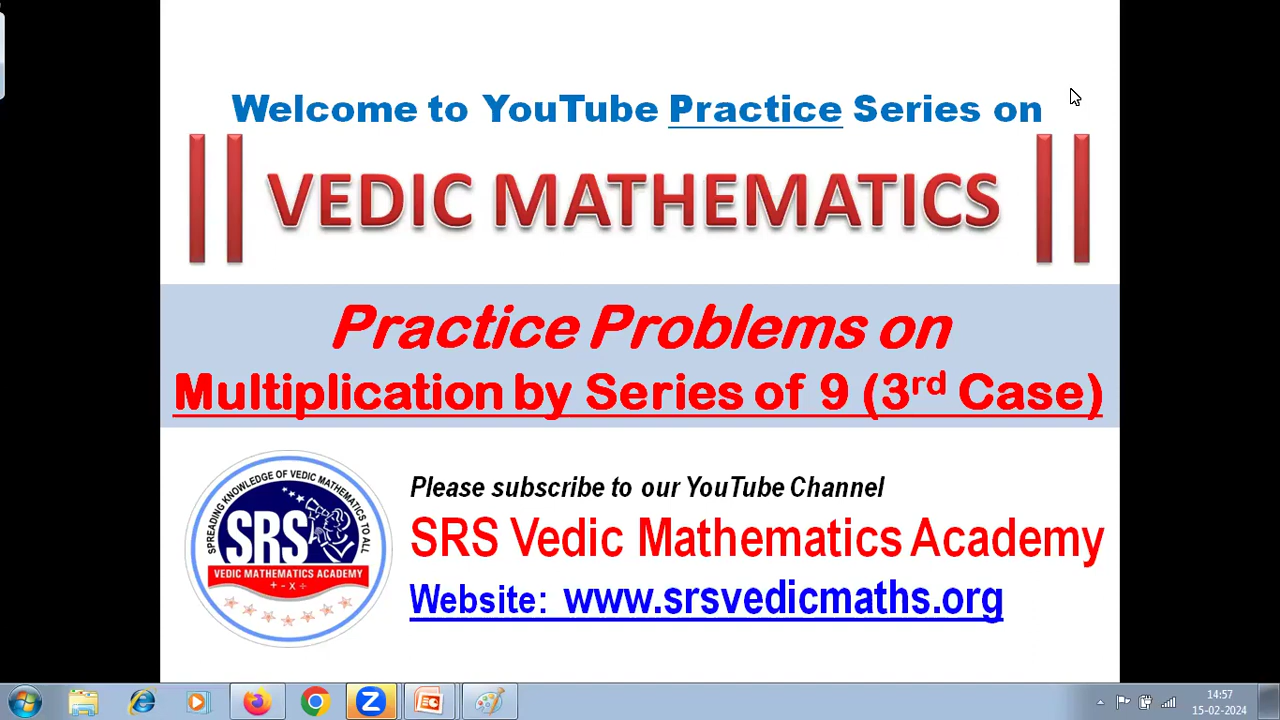 Welcome to YouTube Practice Series on
|| VEDIC MATHEMATICS ||
Practice Problems on
Multiplication by Series of 9 (3rd Case)
SPREADING KNOWLEDGE OF VEDIC MATHEMATICS TO ALL
SRS
VEDIC MATHEMATICS ACADEMY
+ - x ÷
Please subscribe to our YouTube Channel
SRS Vedic Mathematics Academy
Website: www.srsvedicmaths.org
14:57
15-02-2024